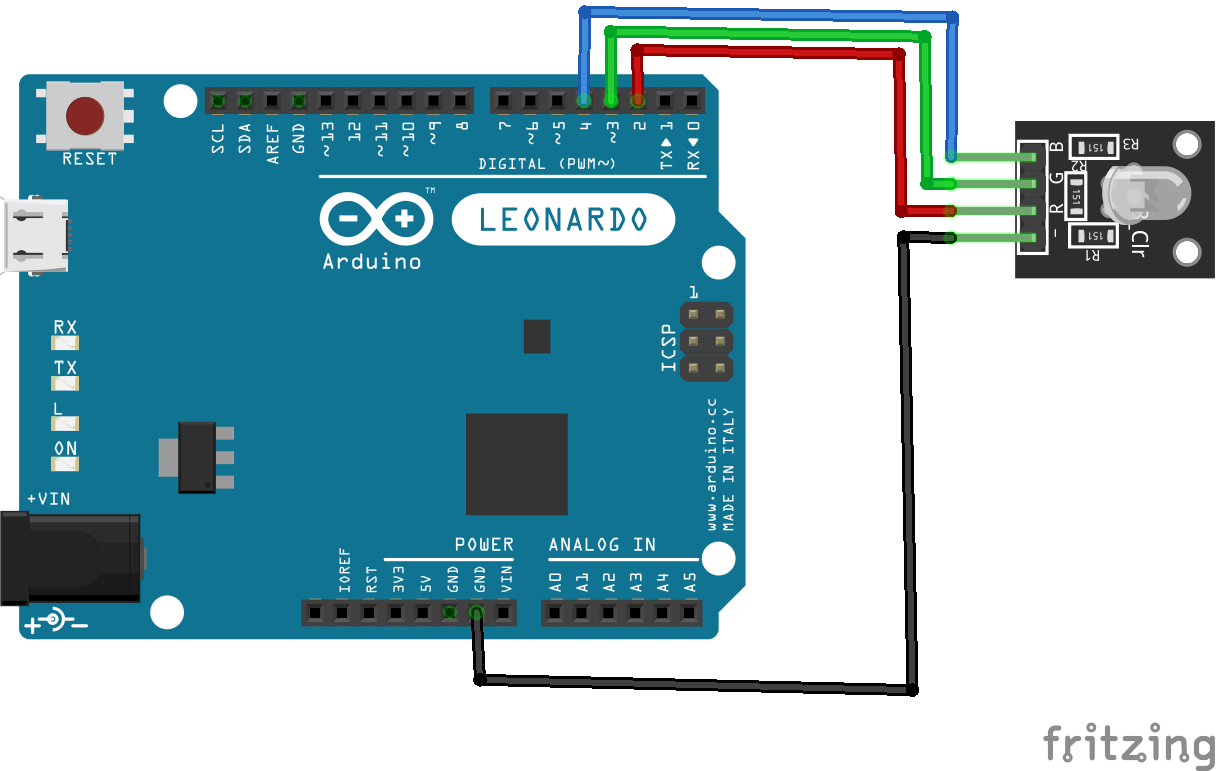 RESET
SCL
SDA
AREF
GND
~13
12
~11
~10
~9
8
7
~6
~5
4
~3
2
TX▶1
RX◀0
DIGITAL (PWM~)
LEONARDO
TM
Arduino
RX
TX
L
ON
+VIN
1
ICSP
www.arduino.cc
MADE IN ITALY
POWER
ANALOG IN
IOREF
RST
3V3
5V
GND
GND
VIN
A0
A1
A2
A3
A4
A5
+ -
B
G
R
-
R3
151
R2
151
R1
151
Clr
fritzing